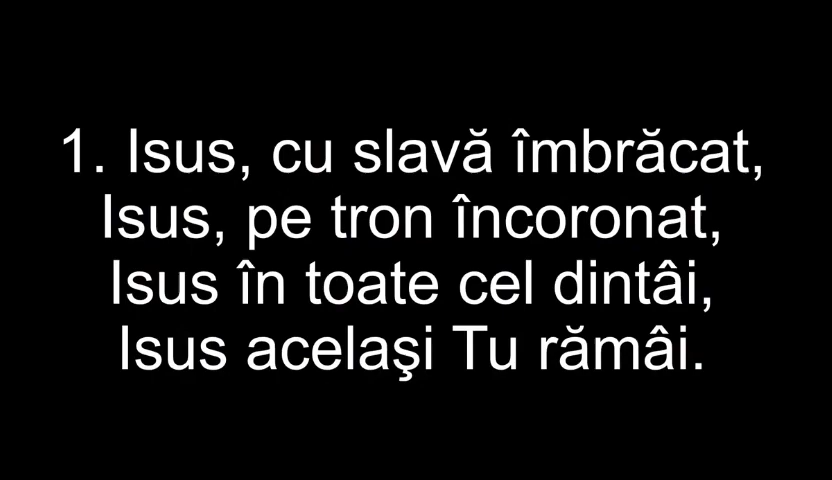 1. Isus, cu slavă îmbrăcat,
Isus, pe tron încoronat,
Isus în toate cel dintâi,
Isus acelaşi Tu rămâi.